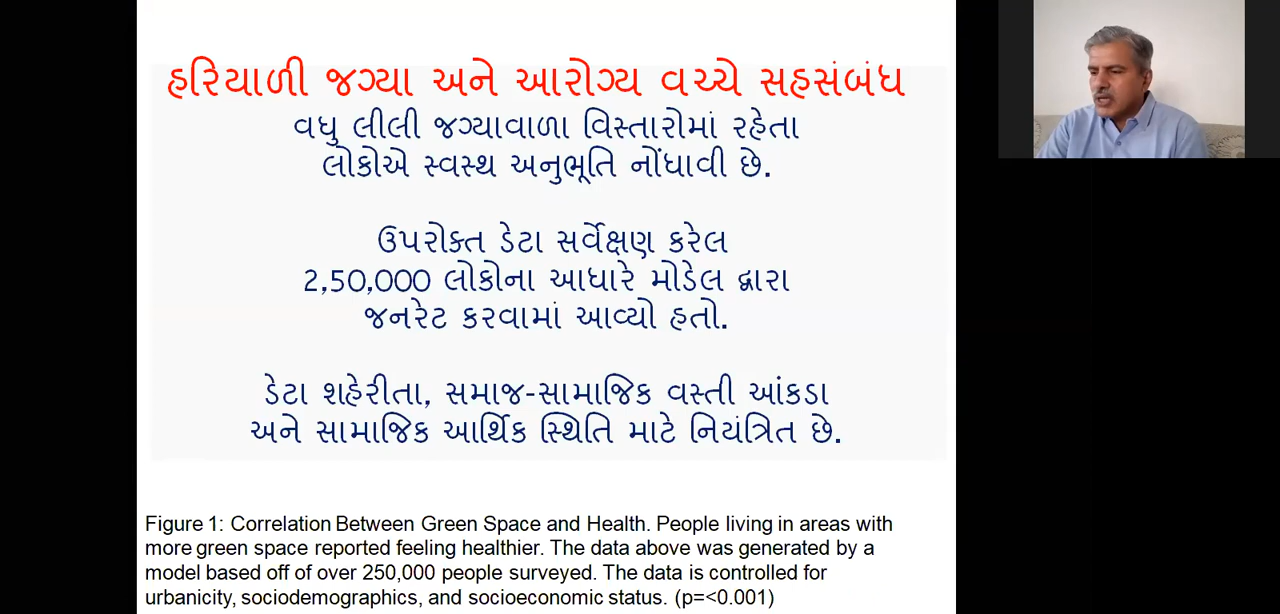 હરિયાળી જગ્યા અને આરોગ્ય વચ્ચે સહસંબંધ
વધુ લીલી જગ્યાવાળા વિસ્તારોમાં રહેતા
લોકોએ સ્વસ્થ અનુભૂતિ નોંધાવી છે.
ઉપરોક્ત ડેટા સર્વેક્ષણ કરેલ
2,50,000 લોકોના આધારે મોડેલ દ્વારા
જનરેટ કરવામાં આવ્યો હતો.
ડેટા શહેરીતા, સમાજ-સામાજિક વસ્તી આંકડા
અને સામાજિક આર્થિક સ્થિતિ માટે નિયંત્રિત છે.
Figure 1: Correlation Between Green Space and Health. People living in areas with
more green space reported feeling healthier. The data above was generated by a
model based off of over 250,000 people surveyed. The data is controlled for
urbanicity, sociodemographics, and socioeconomic status. (p=<0.001)